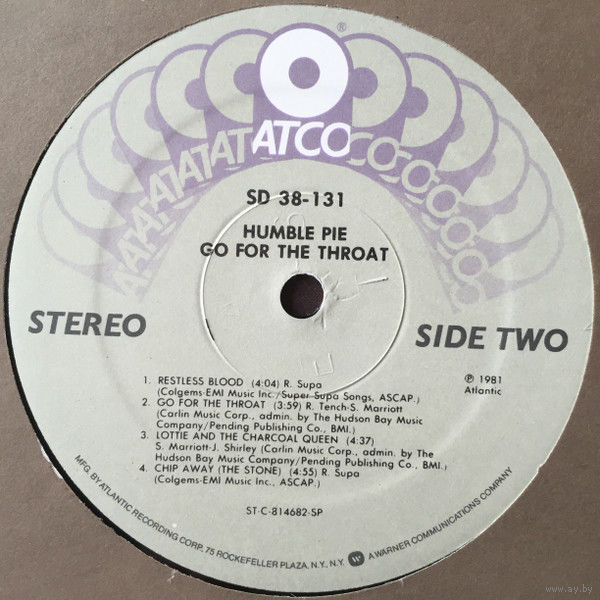 ®
ATCO
SD 38-131
HUMBLE PIE
GO FOR THE THROAT
STEREO
SIDE TWO
1. RESTLESS BLOOD (4:04) R. Supa
(Colgems-EMI Music Inc./Super Supa Songs, ASCAP.)
2. GO FOR THE THROAT (3:59) R. Tench-S. Marriott
(Carlin Music Corp., admin. by The Hudson Bay Music
Company/Pending Publishing Co., BMI.)
3. LOTTIE AND THE CHARCOAL QUEEN (4:37)
S. Marriott-J. Shirley (Carlin Music Corp., admin. by The
Hudson Bay Music Company/Pending Publishing Co., BMI.)
4. CHIP AWAY (THE STONE) (4:55) R. Supa
(Colgems-EMI Music Inc., ASCAP.)
℗ 1981
Atlantic
ST-C-814682-SP
MFG. BY ATLANTIC RECORDING CORP. 75 ROCKEFELLER PLAZA, N.Y., N.Y. W A WARNER COMMUNICATIONS COMPANY
www.ay.by